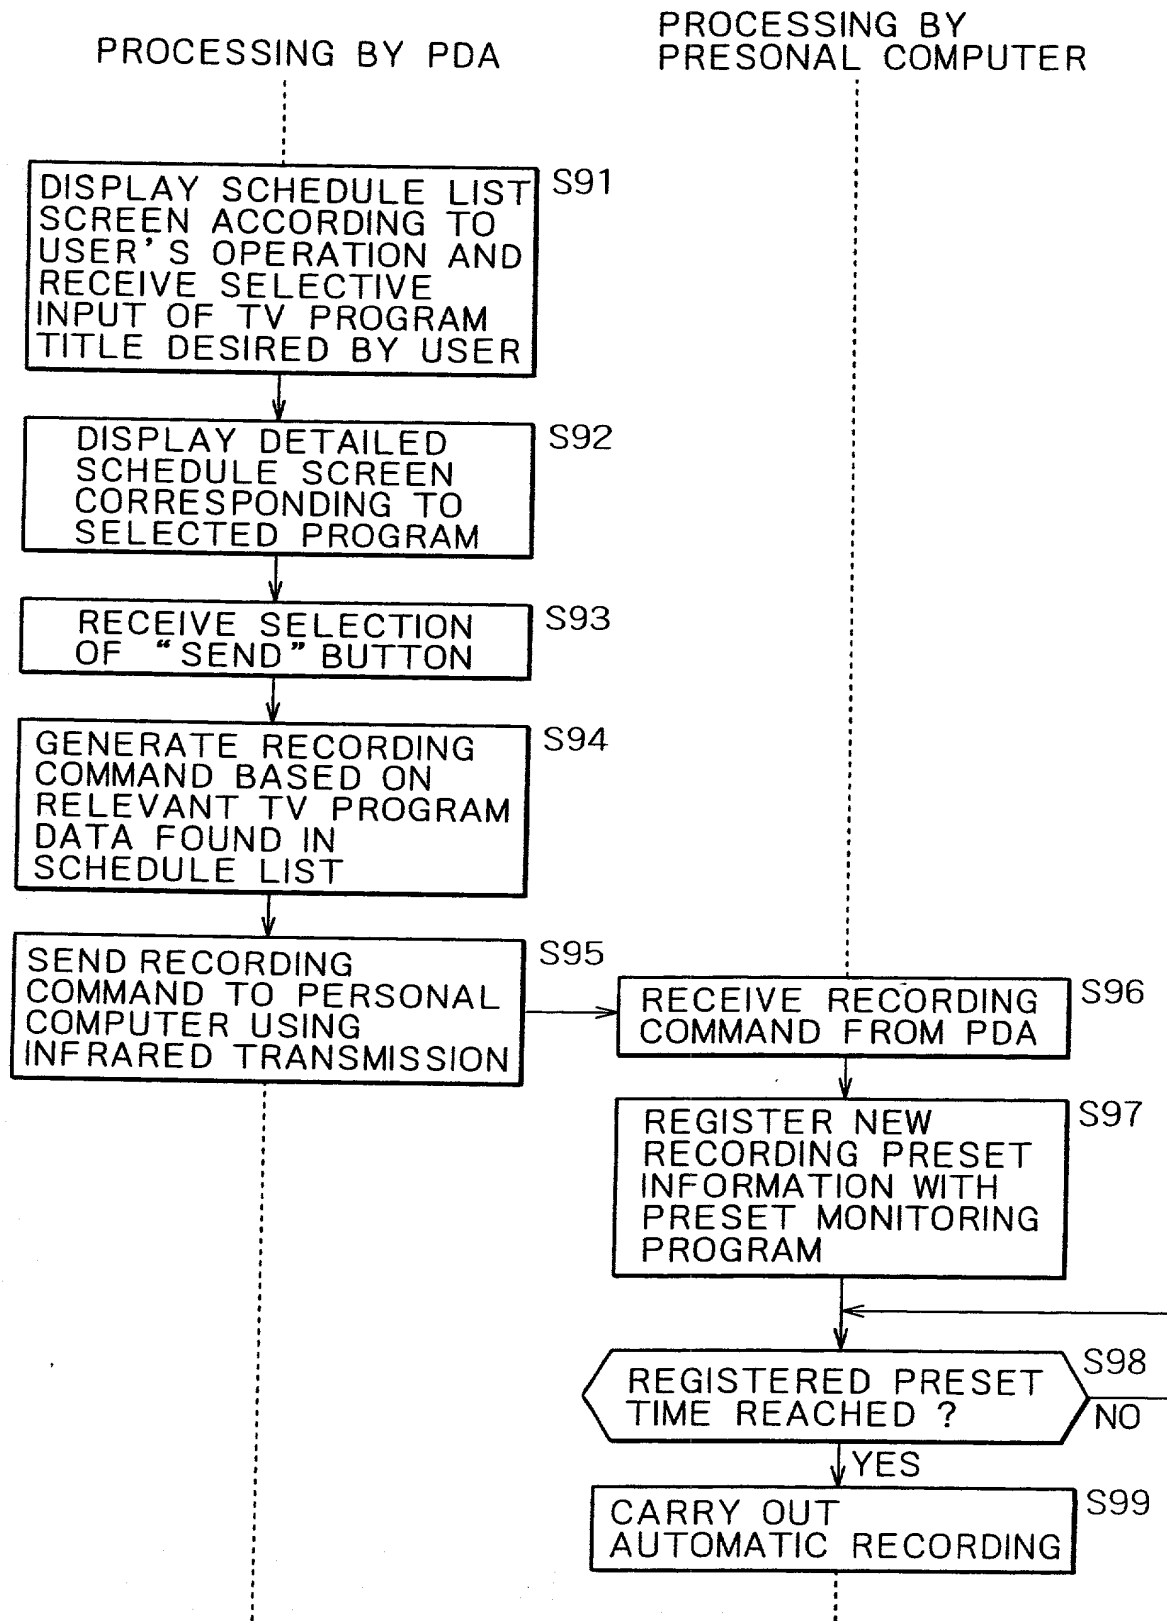 PROCESSING BY PDA
PROCESSING BY
PRESONAL COMPUTER
DISPLAY SCHEDULE LIST
SCREEN ACCORDING TO
USER'S OPERATION AND
RECEIVE SELECTIVE
INPUT OF TV PROGRAM
TITLE DESIRED BY USER
S91
DISPLAY DETAILED
SCHEDULE SCREEN
CORRESPONDING TO
SELECTED PROGRAM
S92
RECEIVE SELECTION
OF “SEND” BUTTON
S93
GENERATE RECORDING
COMMAND BASED ON
RELEVANT TV PROGRAM
DATA FOUND IN
SCHEDULE LIST
S94
SEND RECORDING
COMMAND TO PERSONAL
COMPUTER USING
INFRARED TRANSMISSION
S95
RECEIVE RECORDING
COMMAND FROM PDA
S96
REGISTER NEW
RECORDING PRESET
INFORMATION WITH
PRESET MONITORING
PROGRAM
S97
REGISTERED PRESET
TIME REACHED ?
S98
NO
YES
CARRY OUT
AUTOMATIC RECORDING
S99